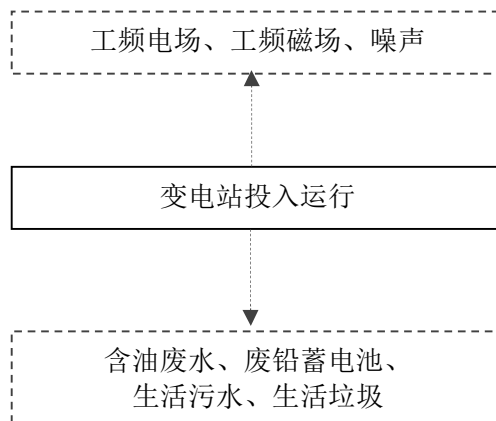 工频电场、工频磁场、噪声
变电站投入运行
含油废水、废铅蓄电池、
生活污水、生活垃圾